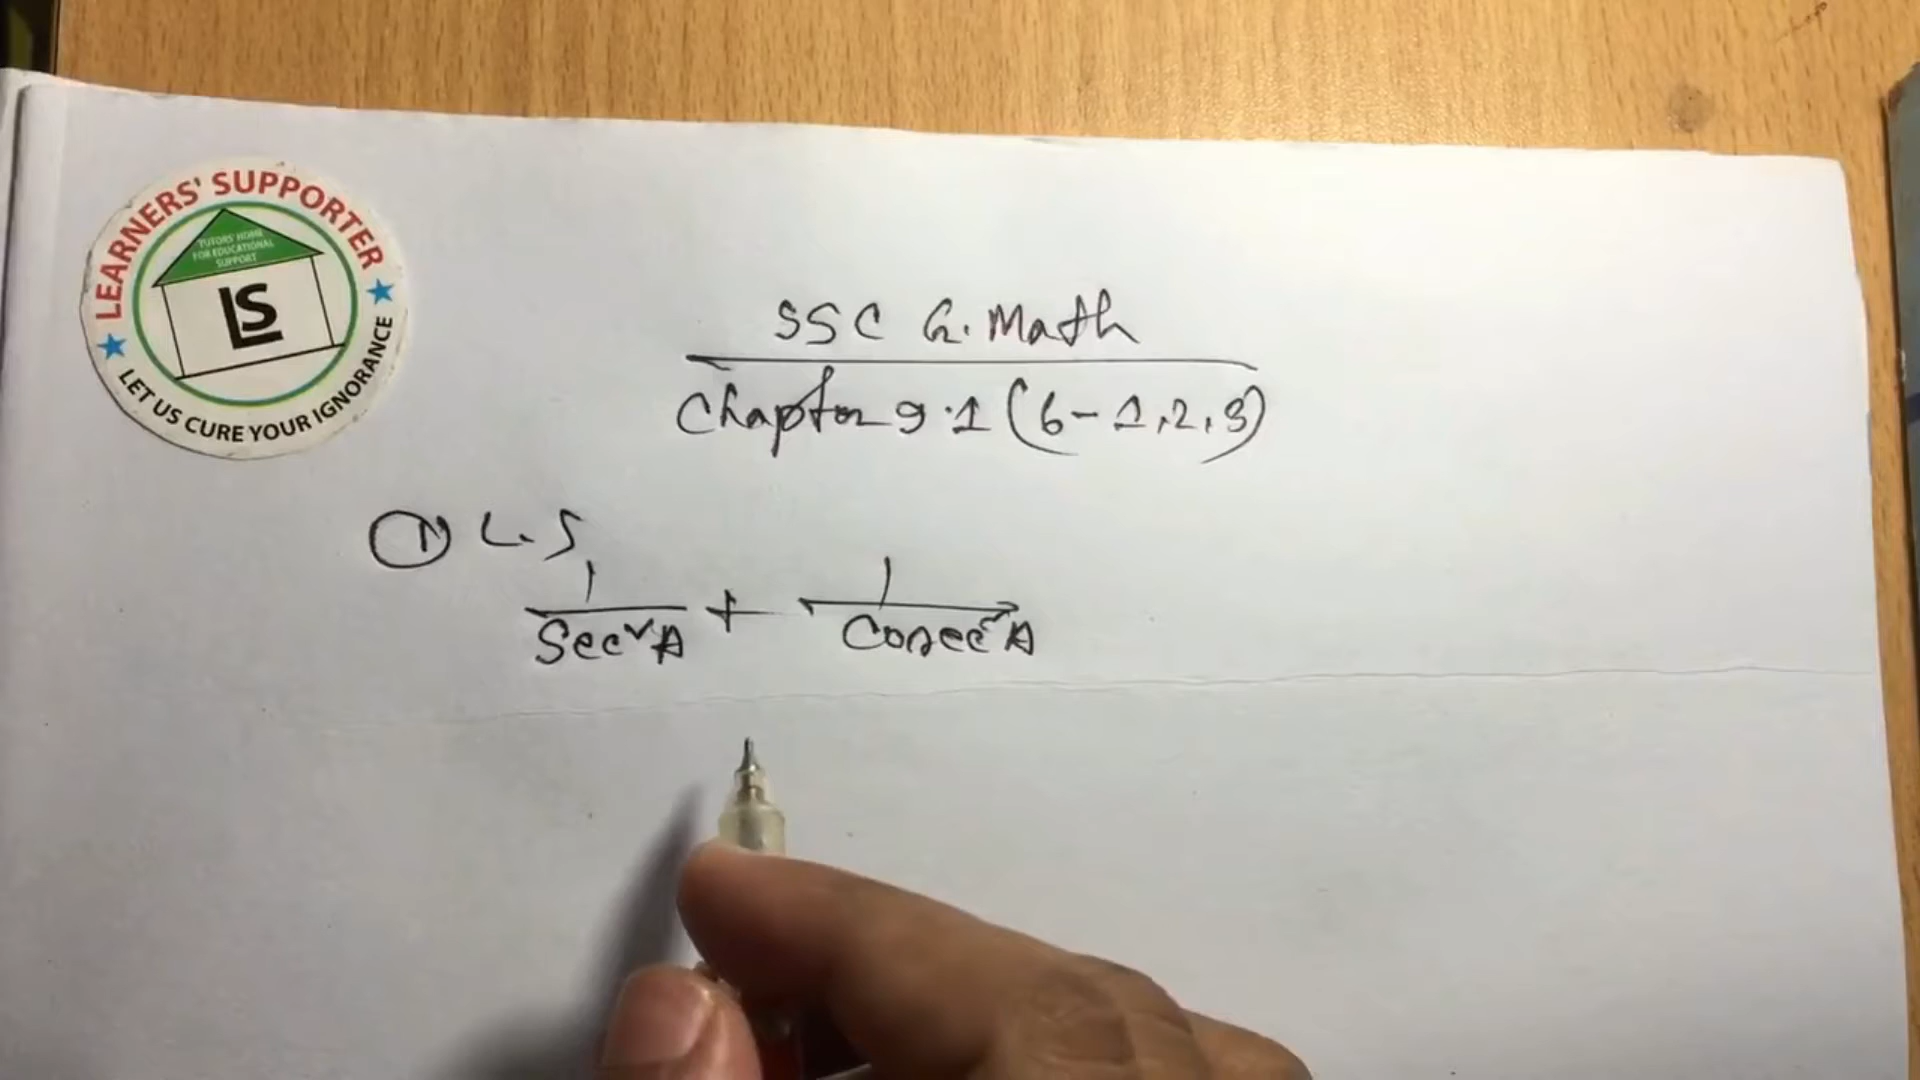 LEARNERS' SUPPORTER
TUTORS' HOME
FOR EDUCATIONAL
SUPPORT
LS
LET US CURE YOUR IGNORANCE
SSC G. Math
Chapter 9.1 (6-1,2,3)
① L.S
1/Sec²A + 1/Cosec²A